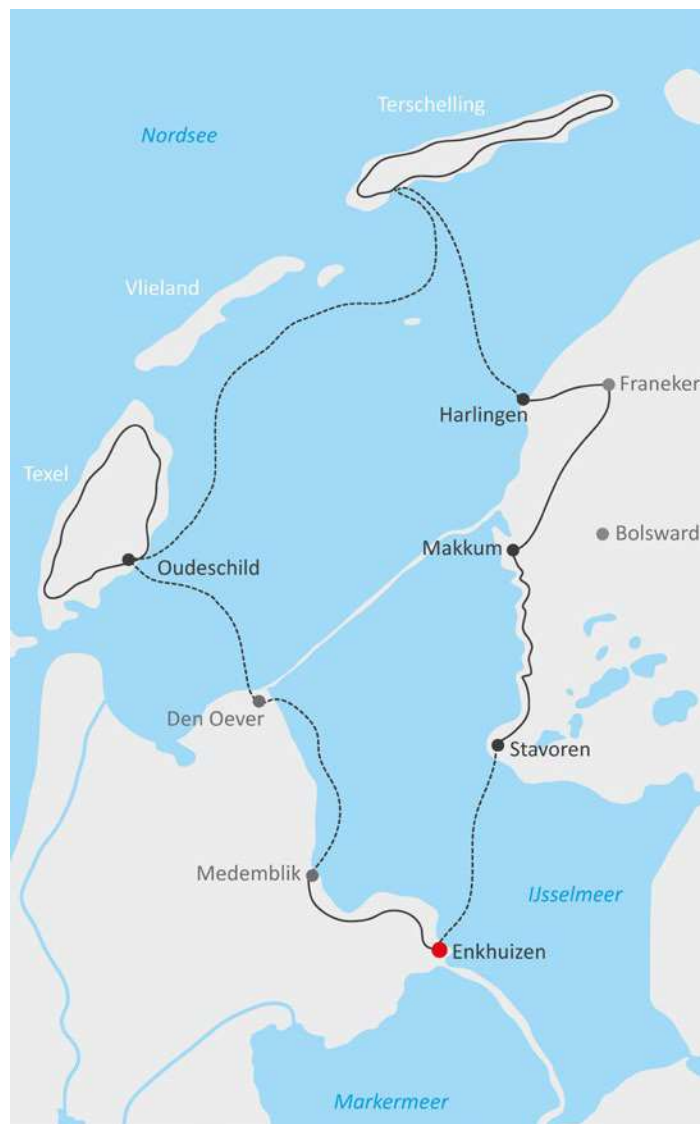 Terschelling
Nordsee
Vlieland
Franeker
Harlingen
Texel
Bolsward
Makkum
Oudeschild
Den Oever
Stavoren
Medemblik
IJsselmeer
Enkhuizen
Markermeer